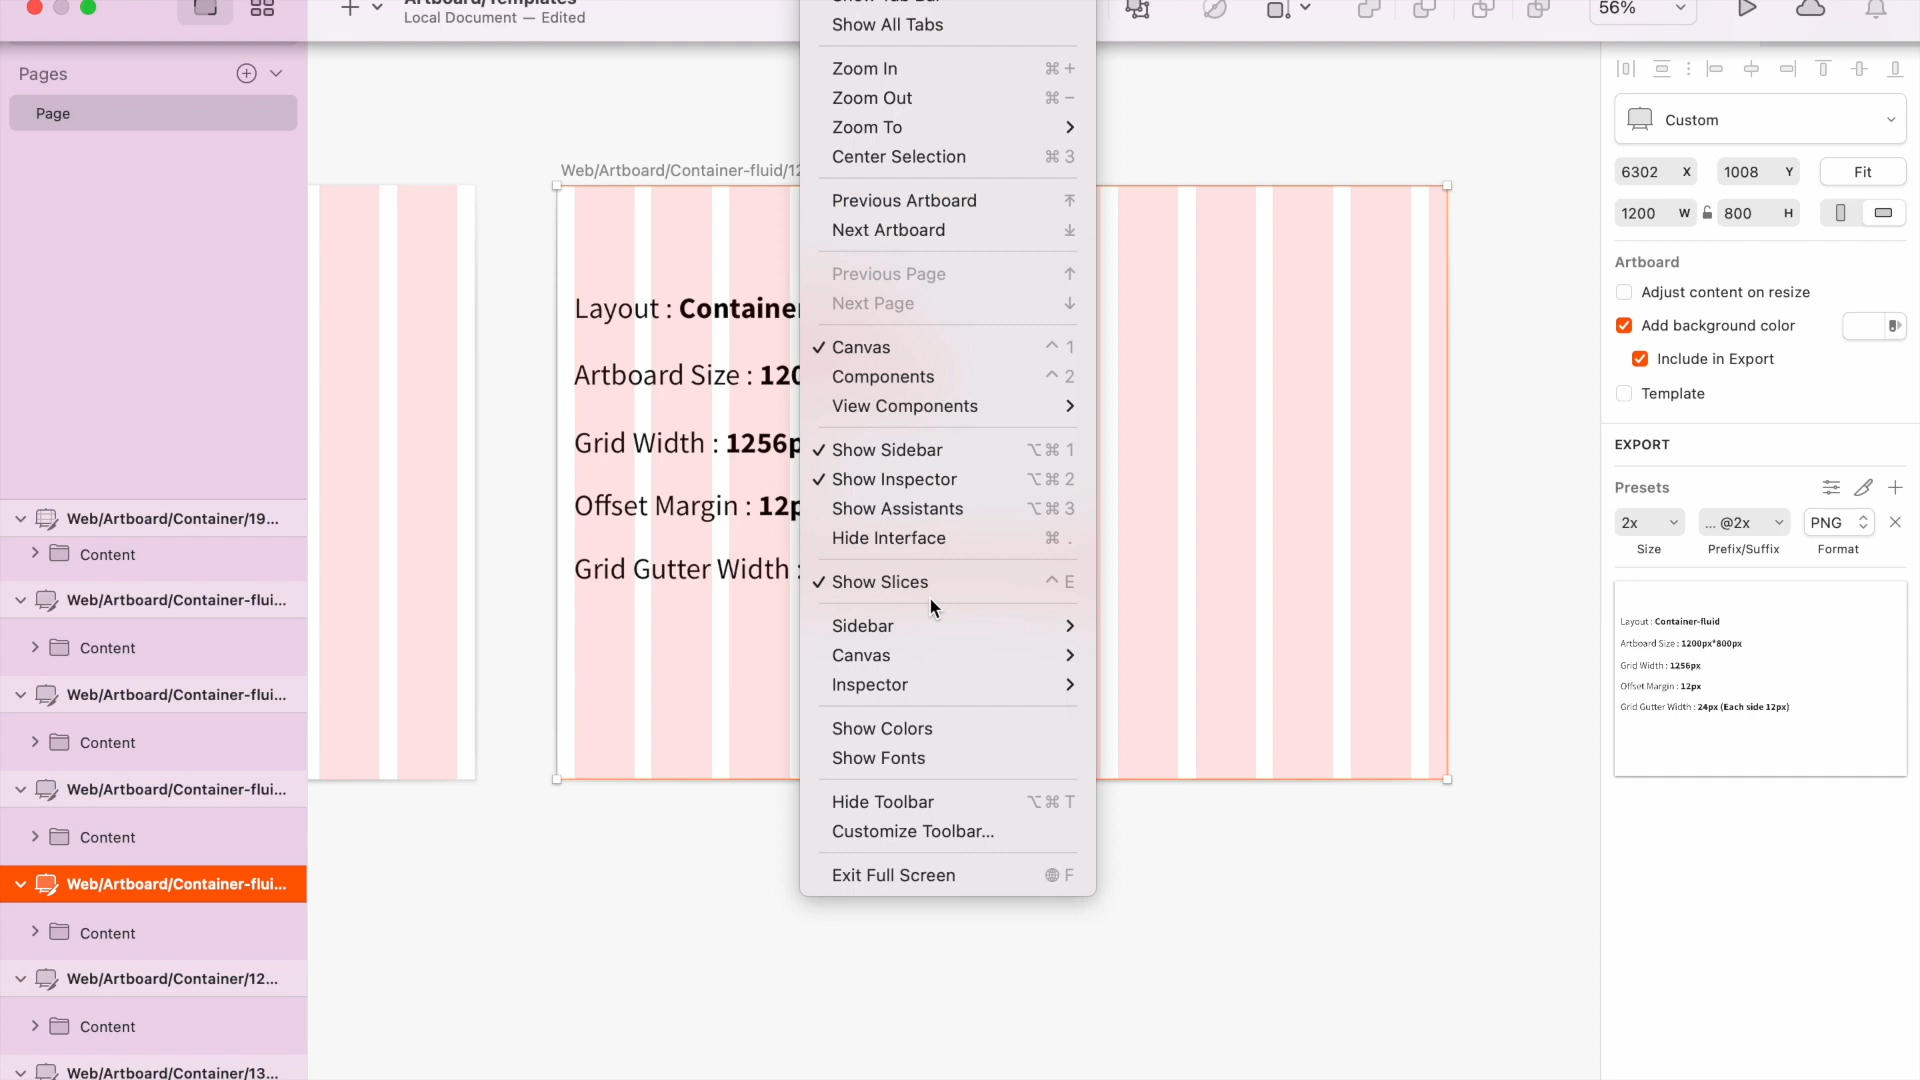 Local Document — Edited
56%
Pages
Page
Web/Artboard/Container/19...
Content
Web/Artboard/Container-flui...
Content
Web/Artboard/Container-flui...
Content
Web/Artboard/Container-flui...
Content
Web/Artboard/Container-flui...
Content
Web/Artboard/Container/12...
Content
Web/Artboard/Container/13...
Web/Artboard/Container-fluid/12
Layout : Container
Artboard Size : 120
Grid Width : 1256p
Offset Margin : 12p
Grid Gutter Width :
Show Tab Bar
Show All Tabs
Zoom In ⌘ +
Zoom Out ⌘ −
Zoom To
Center Selection ⌘ 3
Previous Artboard
Next Artboard
Previous Page ↑
Next Page ↓
✓ Canvas ^ 1
Components ^ 2
View Components
✓ Show Sidebar ⌥⌘ 1
✓ Show Inspector ⌥⌘ 2
Show Assistants ⌥⌘ 3
Hide Interface ⌘ .
✓ Show Slices ^ E
Sidebar
Canvas
Inspector
Show Colors
Show Fonts
Hide Toolbar ⌥⌘ T
Customize Toolbar...
Exit Full Screen F
Custom
6302 X 1008 Y Fit
1200 W 800 H
Artboard
Adjust content on resize
Add background color
Include in Export
Template
EXPORT
Presets
2x ... @2x PNG
Size Prefix/Suffix Format
Layout : Container-fluid
Artboard Size : 1200px*800px
Grid Width : 1256px
Offset Margin : 12px
Grid Gutter Width : 24px (Each side 12px)